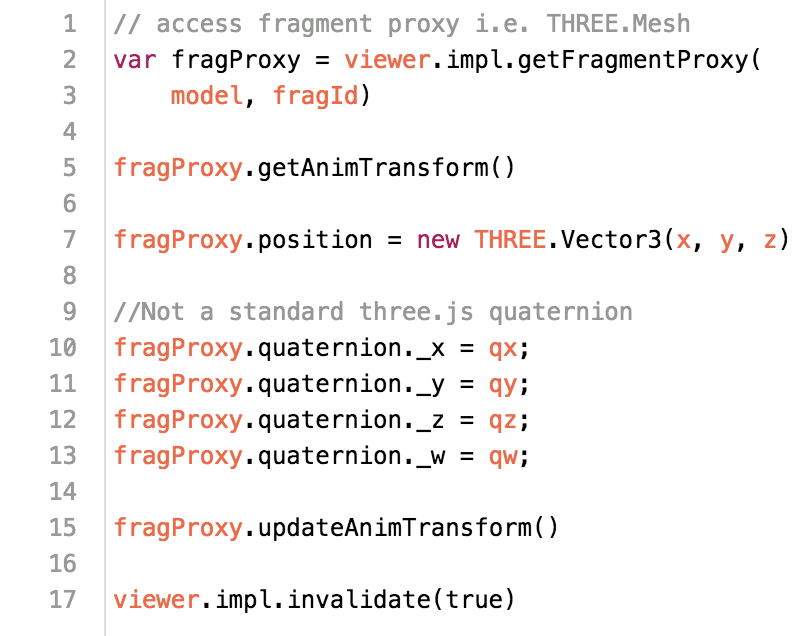 1 // access fragment proxy i.e. THREE.Mesh
2 var fragProxy = viewer.impl.getFragmentProxy(
3     model, fragId)
4
5 fragProxy.getAnimTransform()
6
7 fragProxy.position = new THREE.Vector3(x, y, z)
8
9 //Not a standard three.js quaternion
10 fragProxy.quaternion._x = qx;
11 fragProxy.quaternion._y = qy;
12 fragProxy.quaternion._z = qz;
13 fragProxy.quaternion._w = qw;
14
15 fragProxy.updateAnimTransform()
16
17 viewer.impl.invalidate(true)